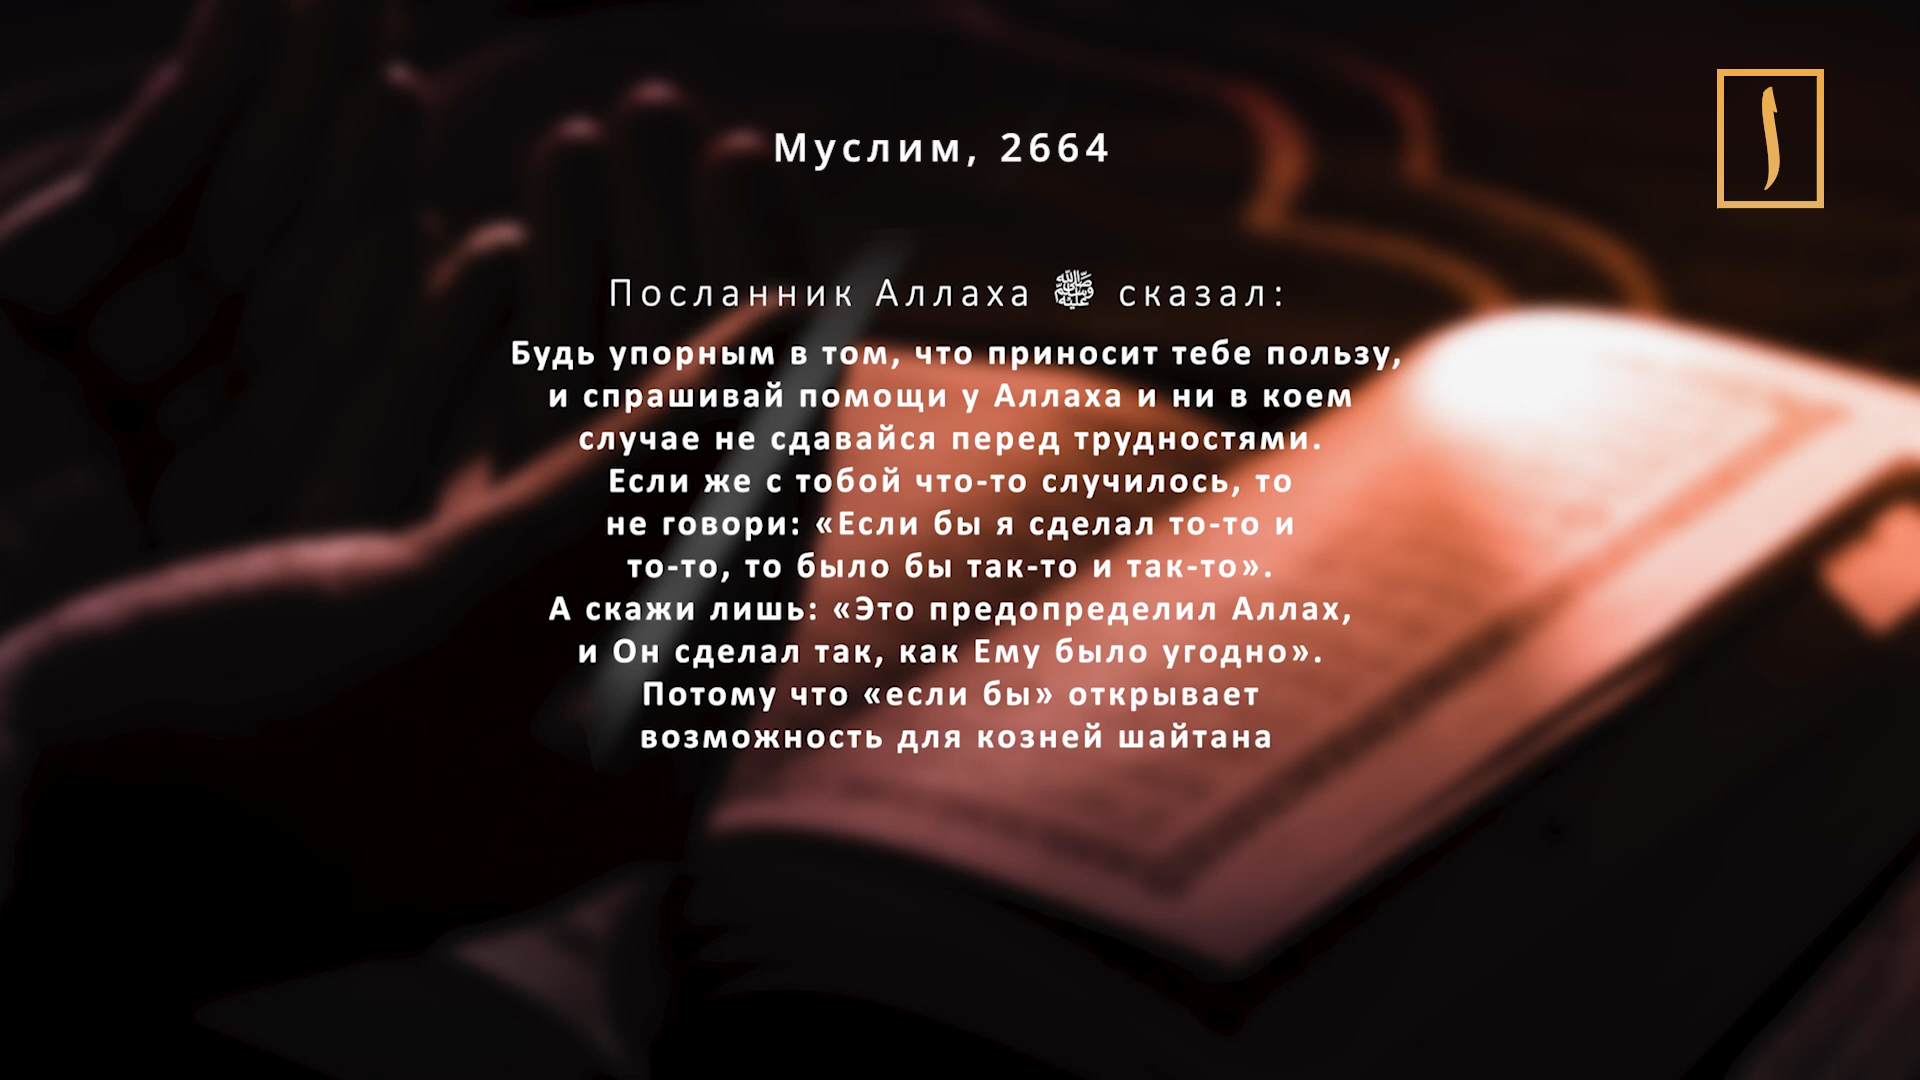 Муслим, 2664
Посланник Аллаха ﷺ сказал:
Будь упорным в том, что приносит тебе пользу,
и спрашивай помощи у Аллаха и ни в коем
случае не сдавайся перед трудностями.
Если же с тобой что-то случилось, то
не говори: «Если бы я сделал то-то и
то-то, то было бы так-то и так-то».
А скажи лишь: «Это предопределил Аллах,
и Он сделал так, как Ему было угодно».
Потому что «если бы» открывает
возможность для козней шайтана